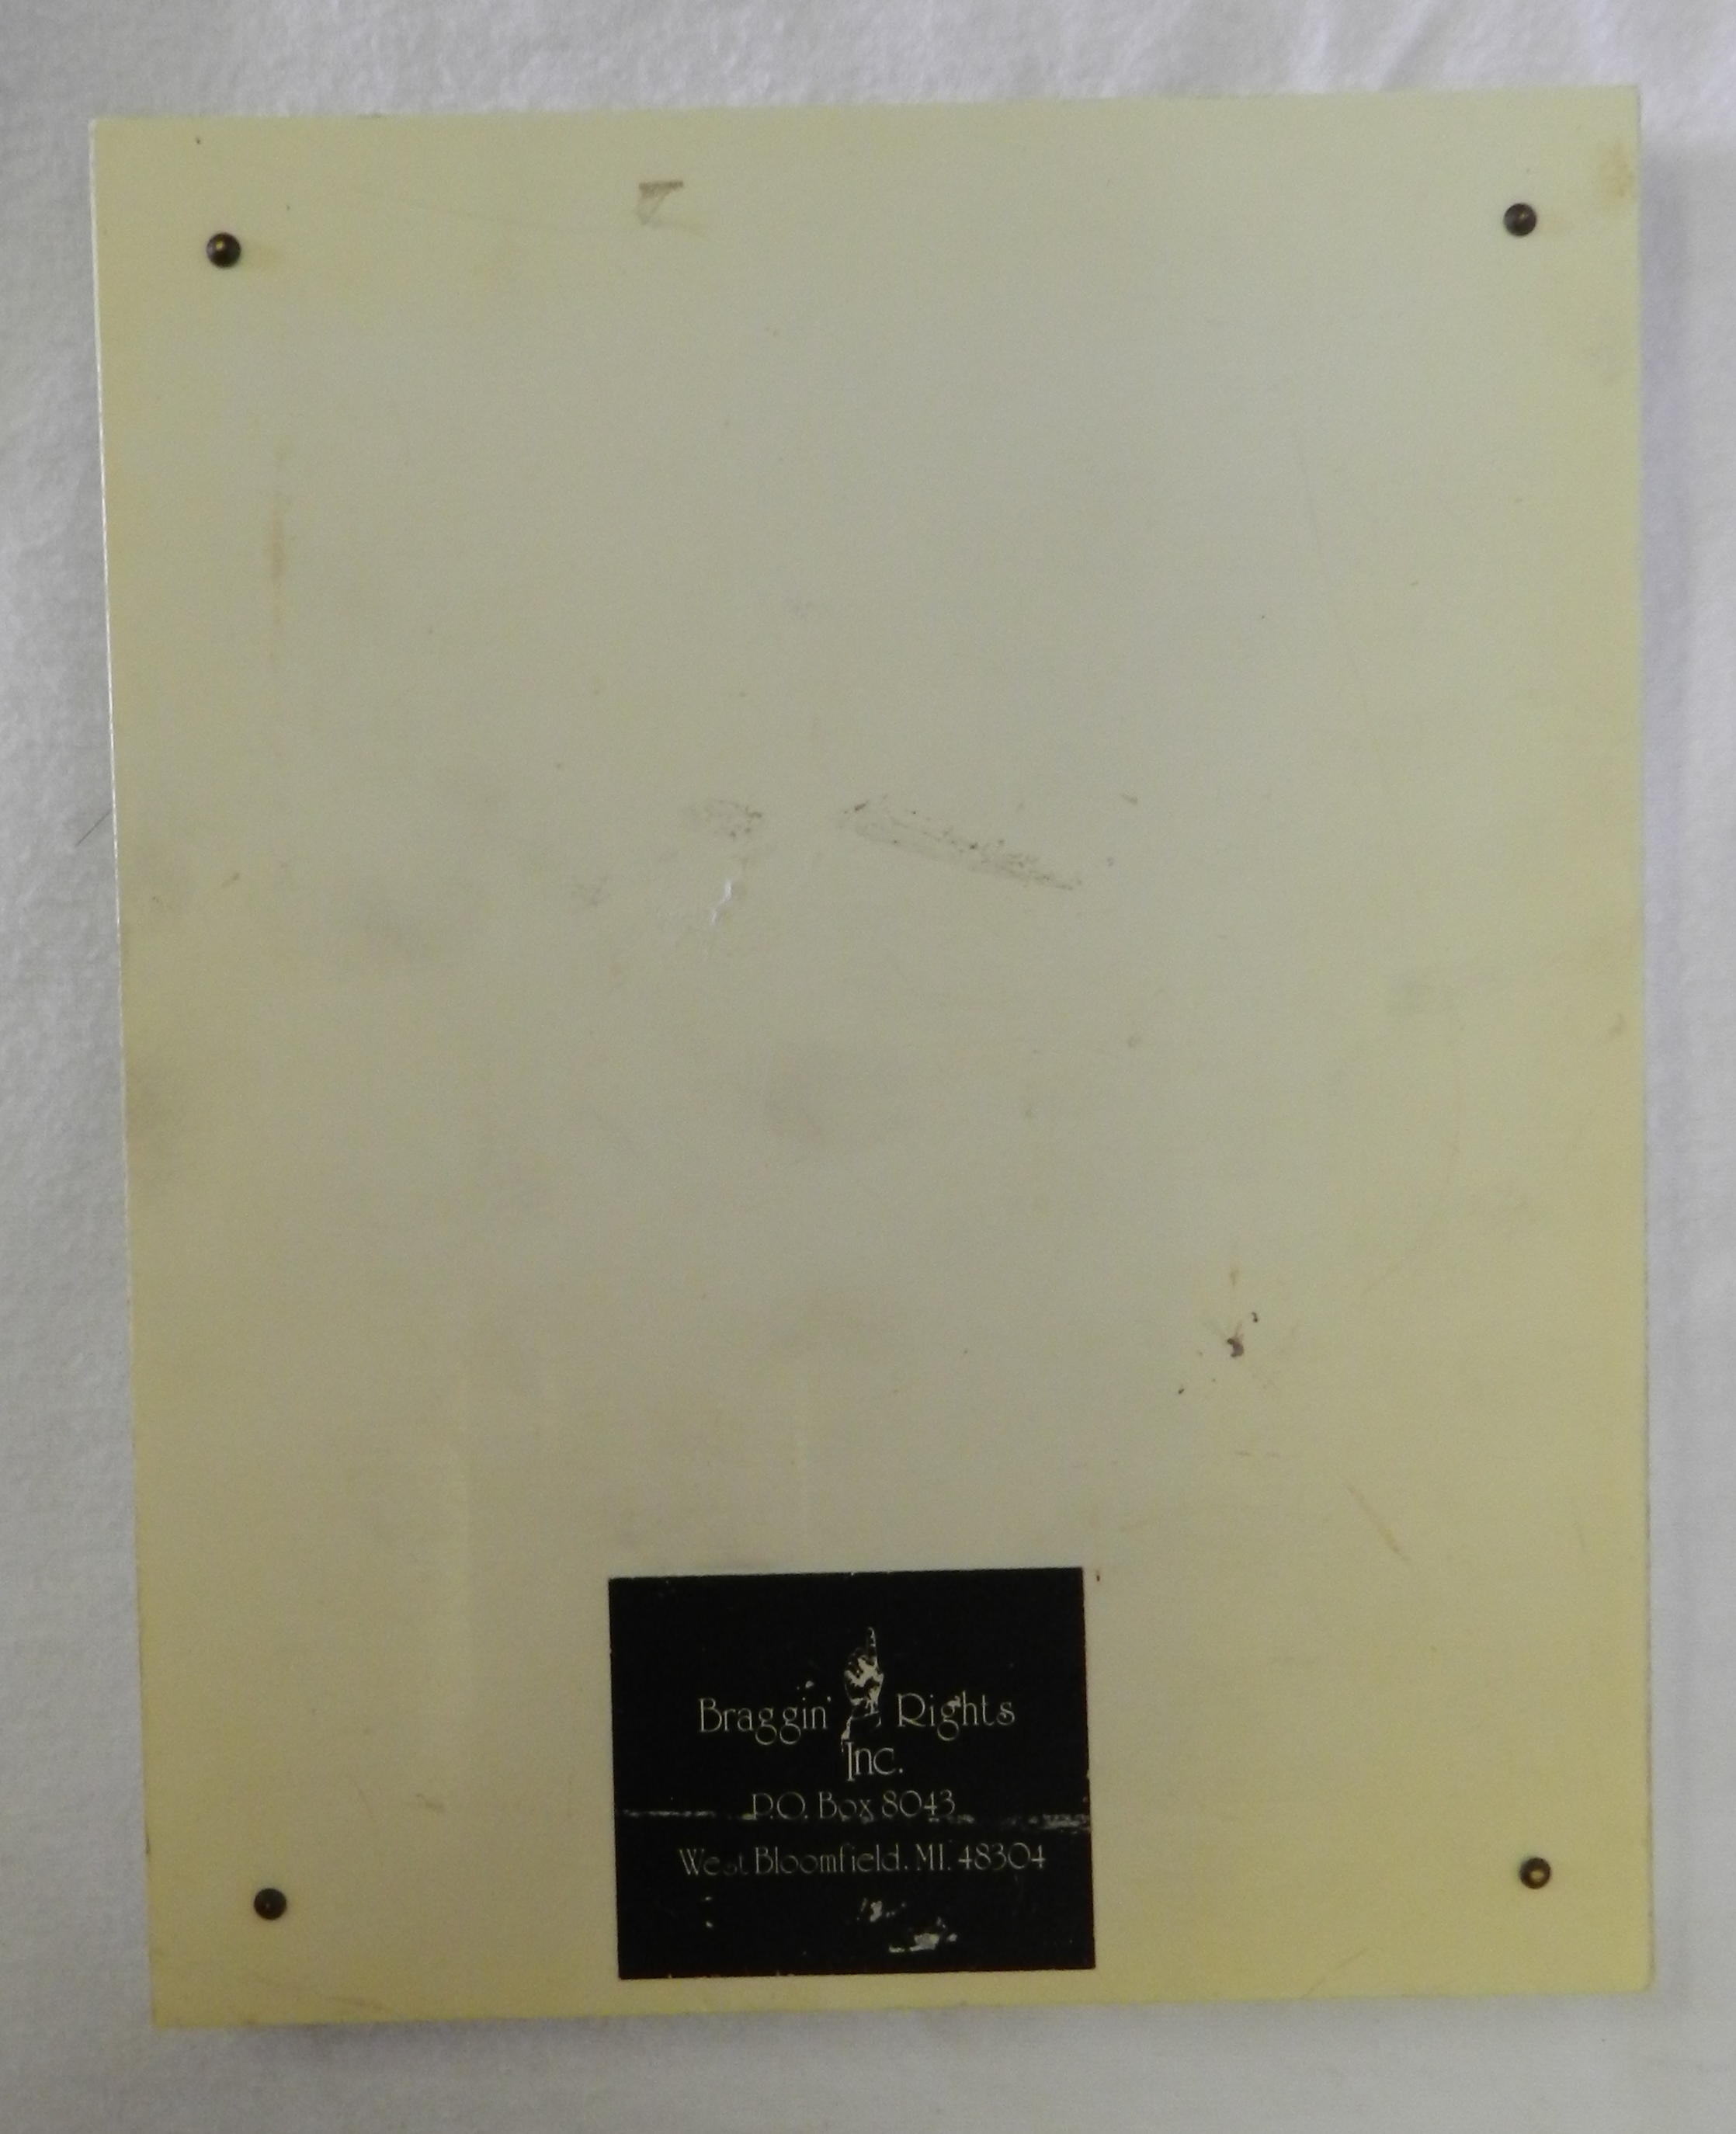 Braggin' Rights
Inc.
P.O. Box 8043
West Bloomfield, MI. 48304